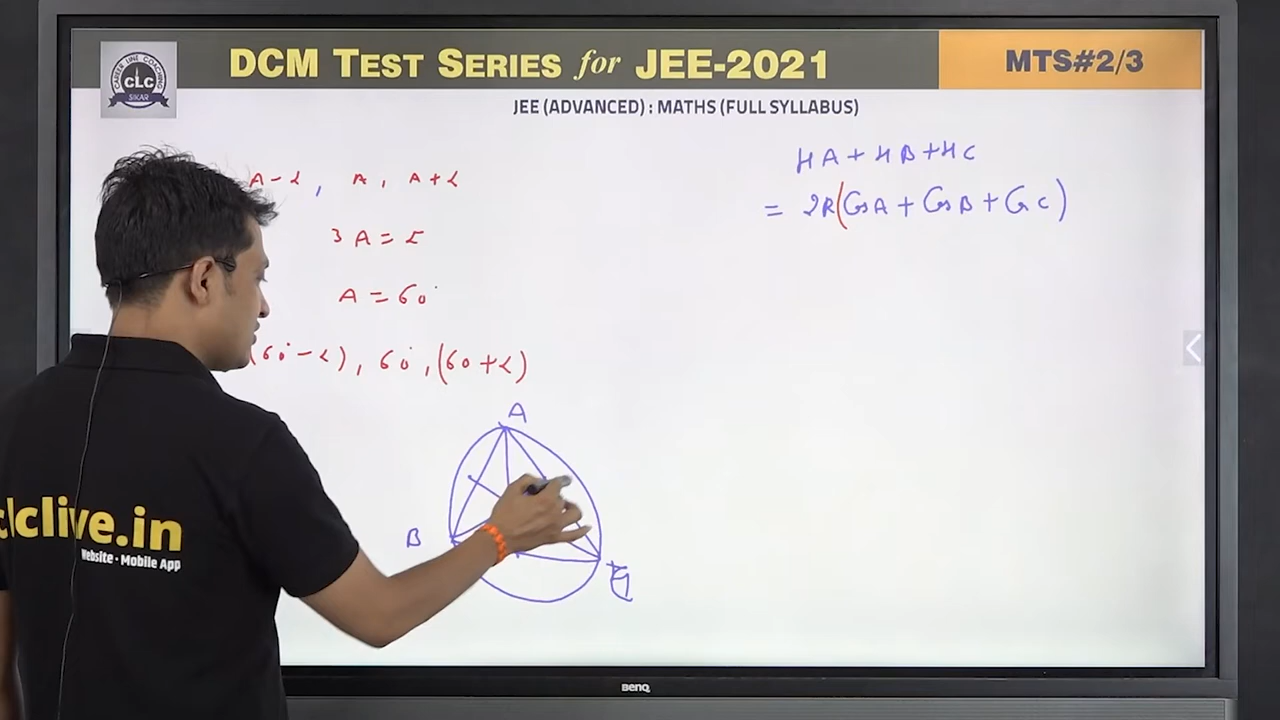 DCM TEST SERIES for JEE-2021
MTS#2/3
CAREER LINE COACHING
CLC
SIKAR
JEE (ADVANCED) : MATHS (FULL SYLLABUS)
A-α, A, A+α
3A = π
A = 60°
(60°-α), 60°, (60+α)
HA + HB + HC
= 2R(CosA + CosB + CosC)
A
B
clclive.in
Website · Mobile App
BENQ